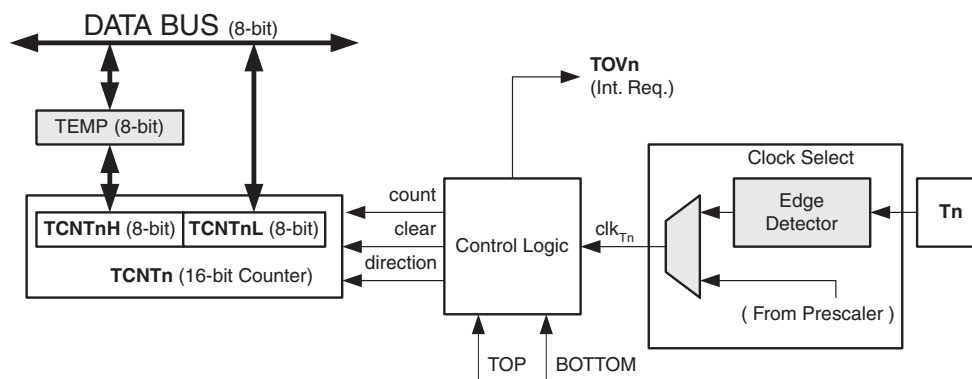 DATA BUS (8-bit)
TOVn
(Int. Req.)
TEMP (8-bit)
Clock Select
count
Edge
Detector
Tn
TCNTnH (8-bit) TCNTnL (8-bit)
clear
Control Logic
clkTn
TCNTn (16-bit Counter)
direction
( From Prescaler )
TOP
BOTTOM